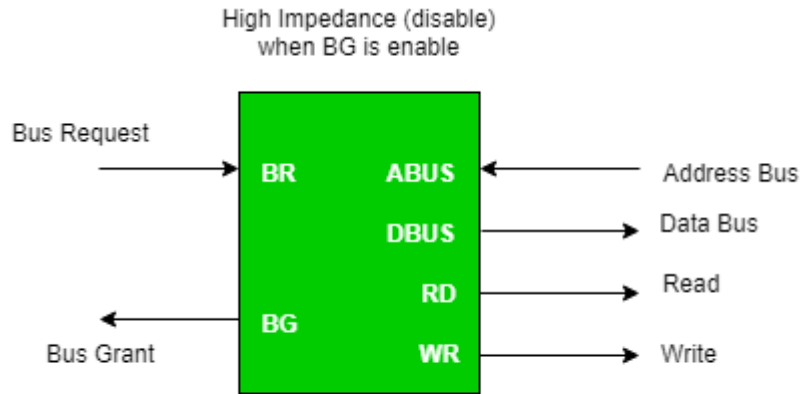 High Impedance (disable)
when BG is enable
Bus Request
BR
ABUS
Address Bus
DBUS
Data Bus
RD
Read
BG
Bus Grant
WR
Write